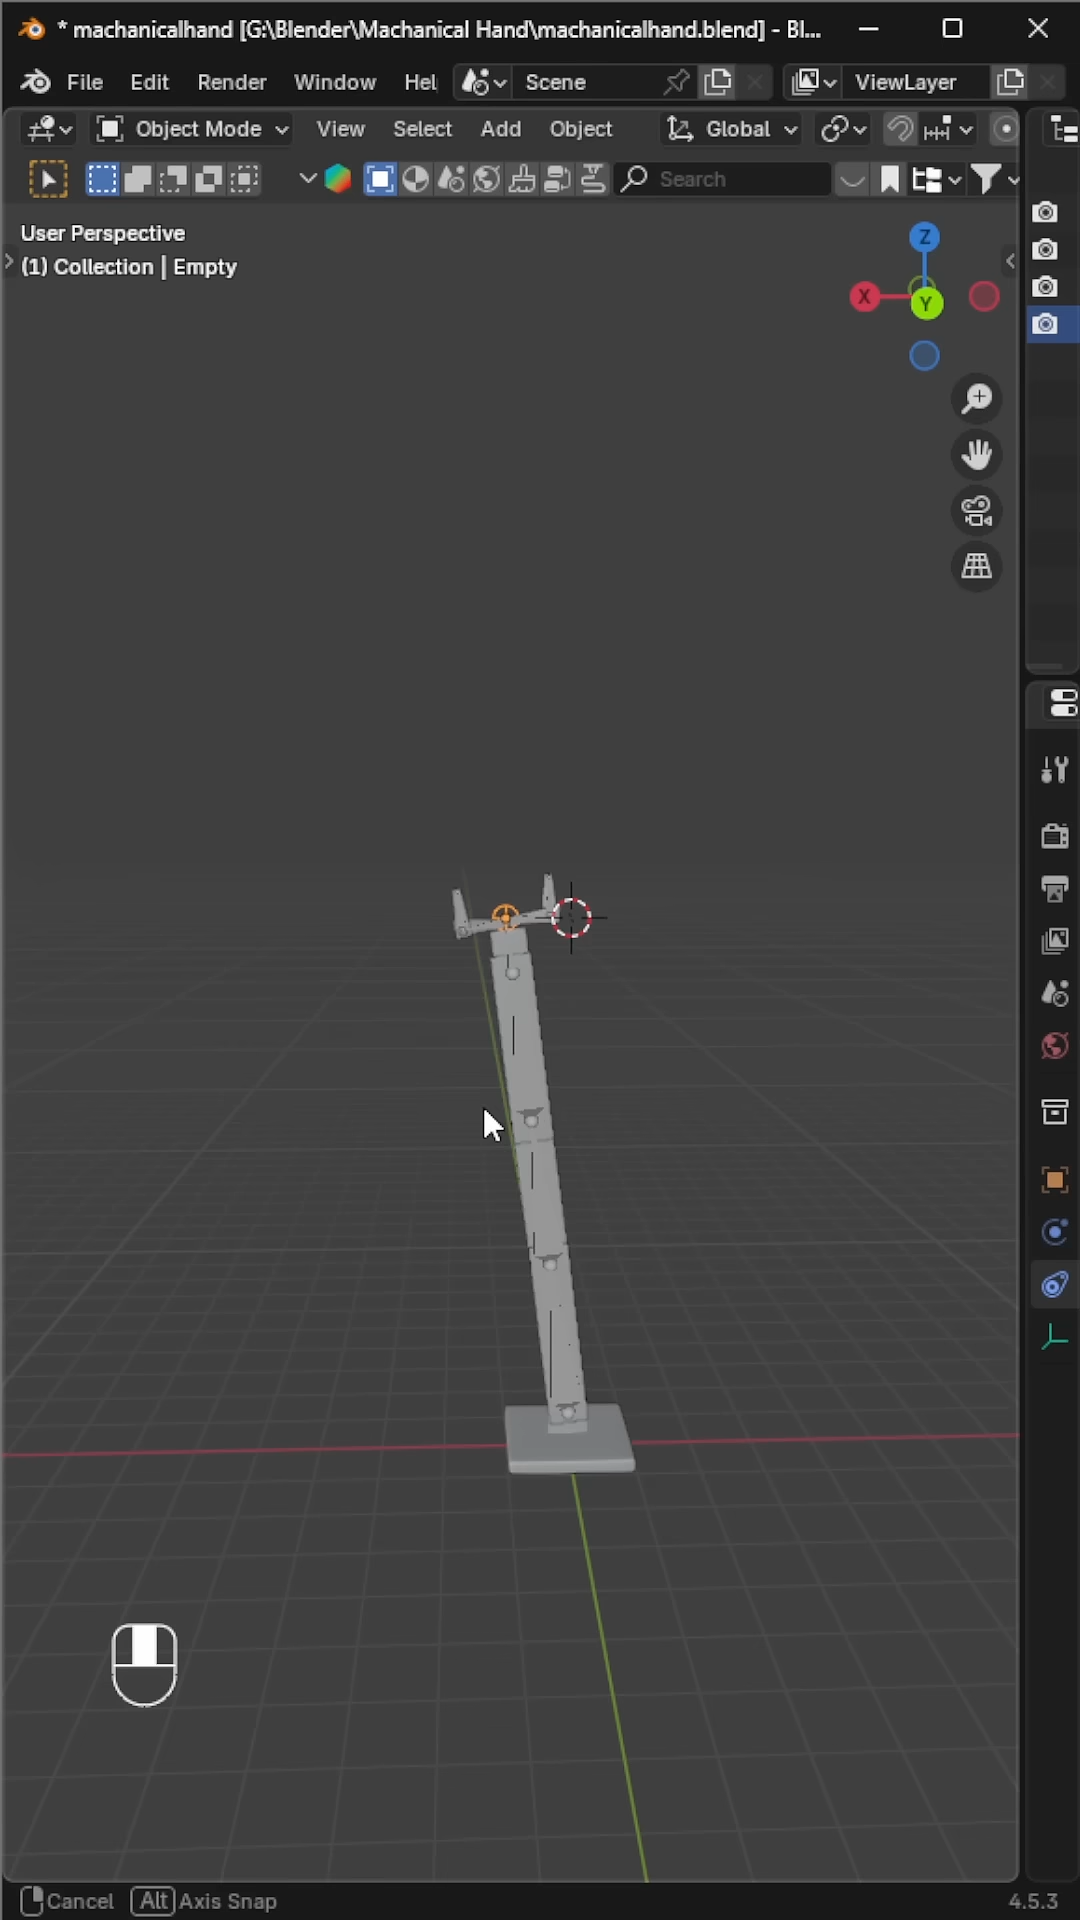 * machanicalhand [G:\Blender\Machanical Hand\machanicalhand.blend] - Bl...
File Edit Render Window Hel Scene ViewLayer
Object Mode View Select Add Object Global
Search
User Perspective
(1) Collection | Empty
Z
X
Y
Cancel Alt Axis Snap 4.5.3